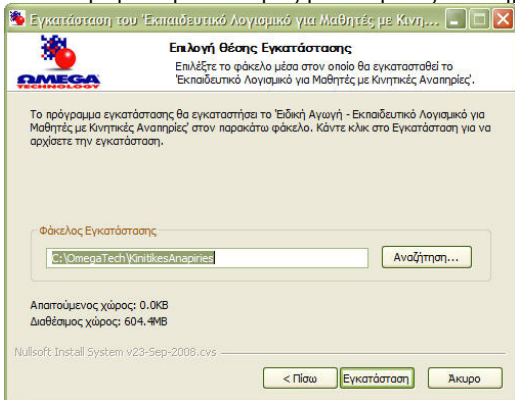 Εγκατάσταση του 'Εκπαιδευτικό Λογισμικό για Μαθητές με Κινη...
OMEGA
TECHNOLOGY
Επιλογή Θέσης Εγκατάστασης
Επιλέξτε το φάκελο μέσα στον οποίο θα εγκατασταθεί το
'Εκπαιδευτικό Λογισμικό για Μαθητές με Κινητικές Αναπηρίες'.
Το πρόγραμμα εγκατάστασης θα εγκαταστήσει το 'Ειδική Αγωγή - Εκπαιδευτικό Λογισμικό για
Μαθητές με Κινητικές Αναπηρίες' στον παρακάτω φάκελο. Κάντε κλικ στο Εγκατάσταση για να
αρχίσετε την εγκατάσταση.
Φάκελος Εγκατάστασης
C:\OmegaTech\KinitikesAnapiries
Αναζήτηση...
Απαιτούμενος χώρος: 0.0KB
Διαθέσιμος χώρος: 604.4MB
Nullsoft Install System v23-Sep-2008.cvs
< Πίσω Εγκατάσταση Άκυρο